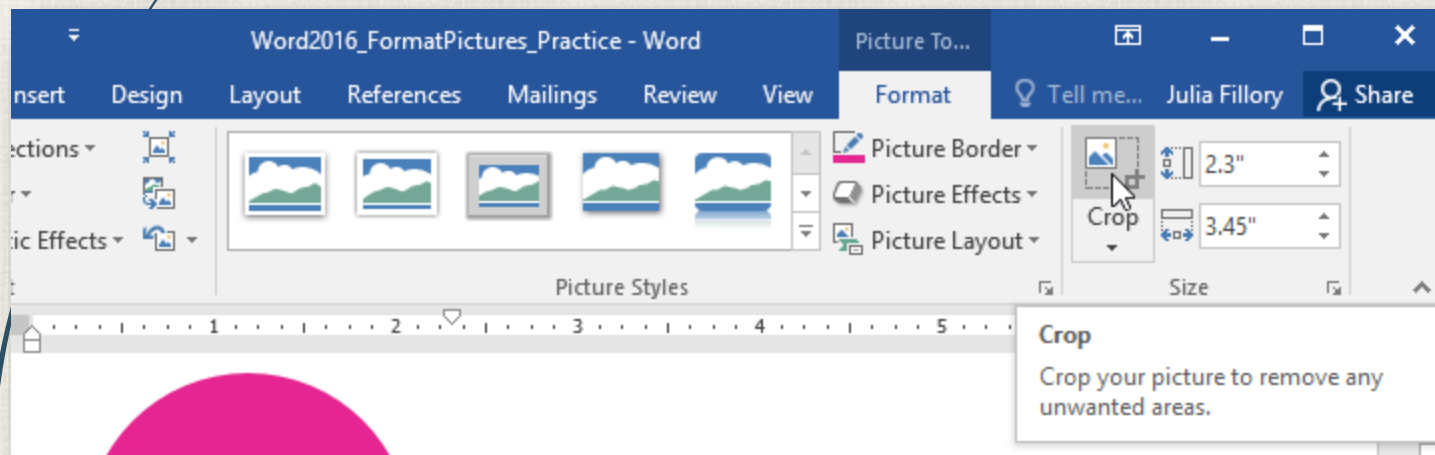 Word2016_FormatPictures_Practice - Word Picture To...
nsert Design Layout References Mailings Review View Format Tell me... Julia Fillory Share
ections
Picture Border
2.3"
r
Picture Effects
Crop
ic Effects
Picture Layout
3.45"
Picture Styles Size
1 2 3 4 5
Crop
Crop your picture to remove any
unwanted areas.